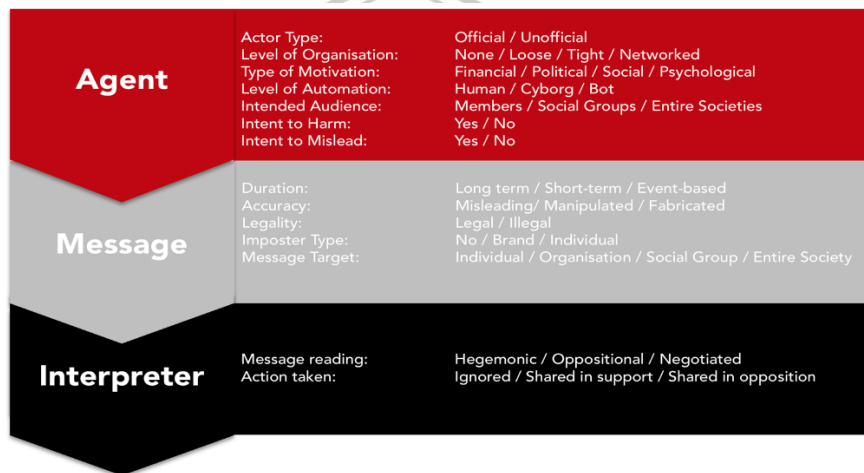 Agent
Actor Type: Official / Unofficial
Level of Organisation: None / Loose / Tight / Networked
Type of Motivation: Financial / Political / Social / Psychological
Level of Automation: Human / Cyborg / Bot
Intended Audience: Members / Social Groups / Entire Societies
Intent to Harm: Yes / No
Intent to Mislead: Yes / No
Message
Duration: Long term / Short-term / Event-based
Accuracy: Misleading/ Manipulated / Fabricated
Legality: Legal / Illegal
Imposter Type: No / Brand / Individual
Message Target: Individual / Organisation / Social Group / Entire Society
Interpreter
Message reading: Hegemonic / Oppositional / Negotiated
Action taken: Ignored / Shared in support / Shared in opposition